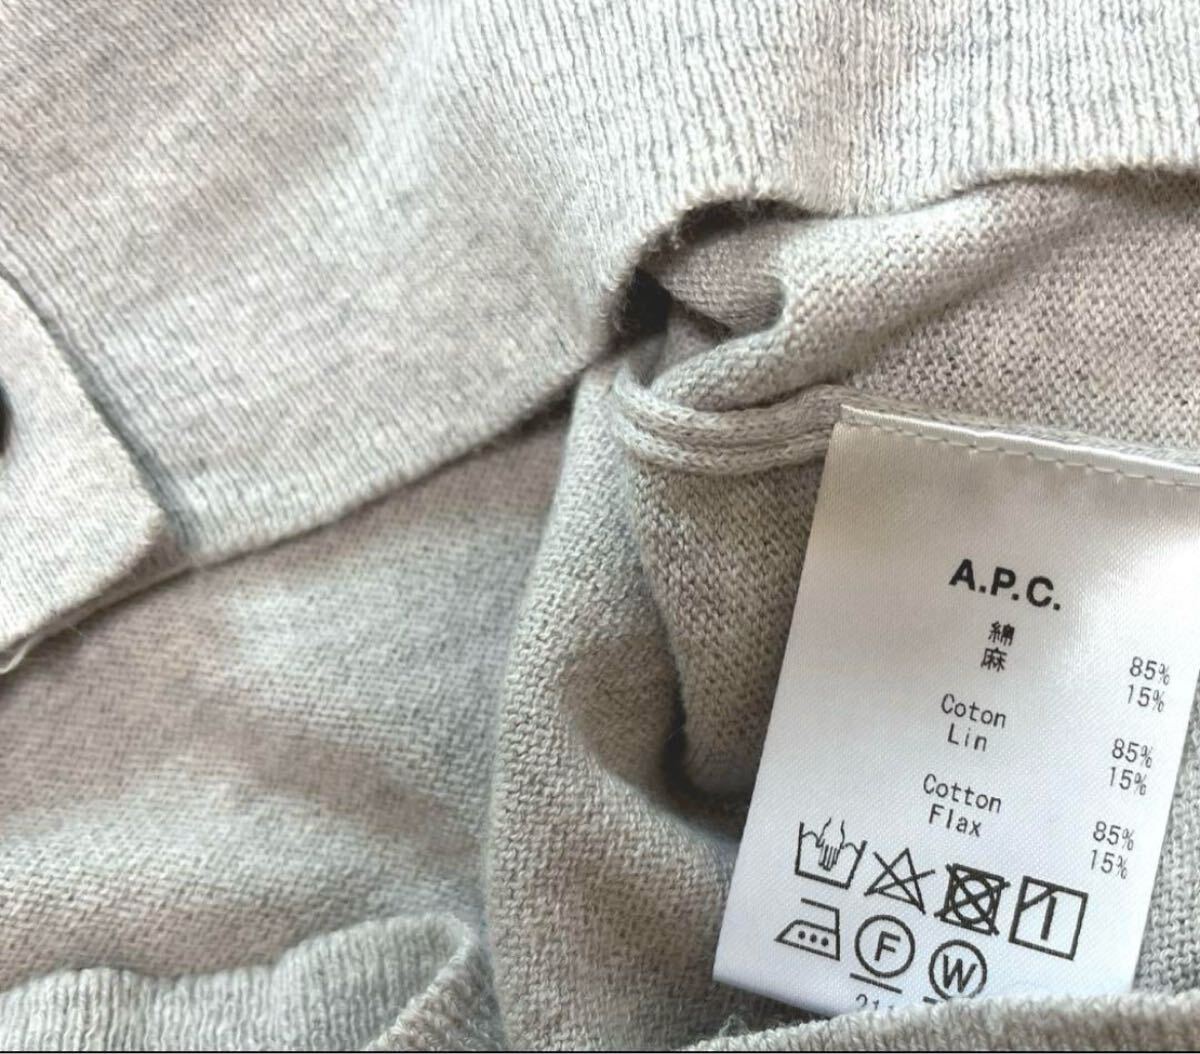 A.P.C.
綿 85%
麻 15%
Coton 85%
Lin 15%
Cotton 85%
Flax 15%
F W